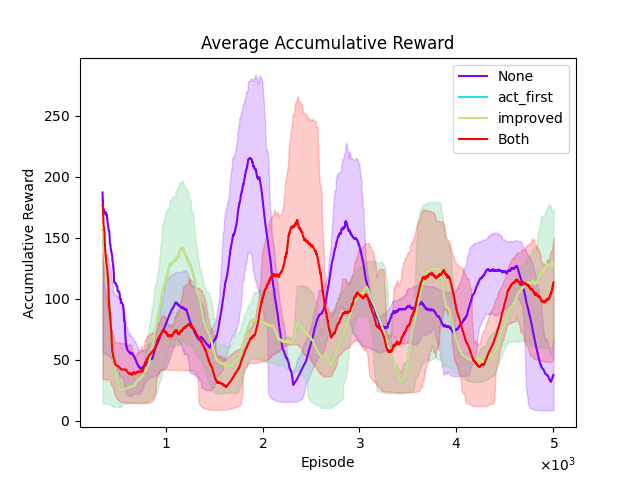 Average Accumulative Reward
Accumulative Reward
250
200
150
100
50
0
None
act_first
improved
Both
1
2
3
4
5
Episode
×10³